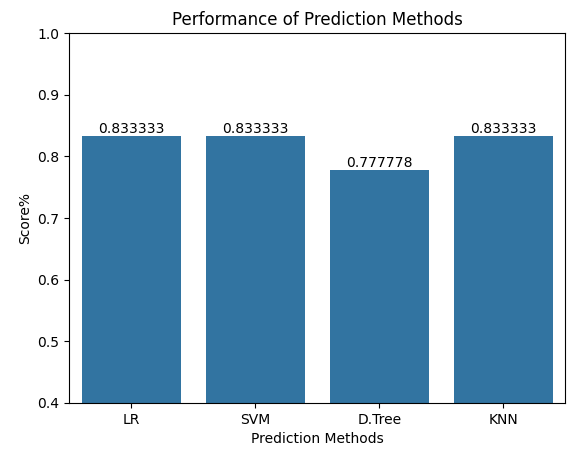 Performance of Prediction Methods
1.0
0.9
0.8
0.7
0.6
0.5
0.4
Score%
0.833333
0.833333
0.777778
0.833333
LR
SVM
D.Tree
KNN
Prediction Methods